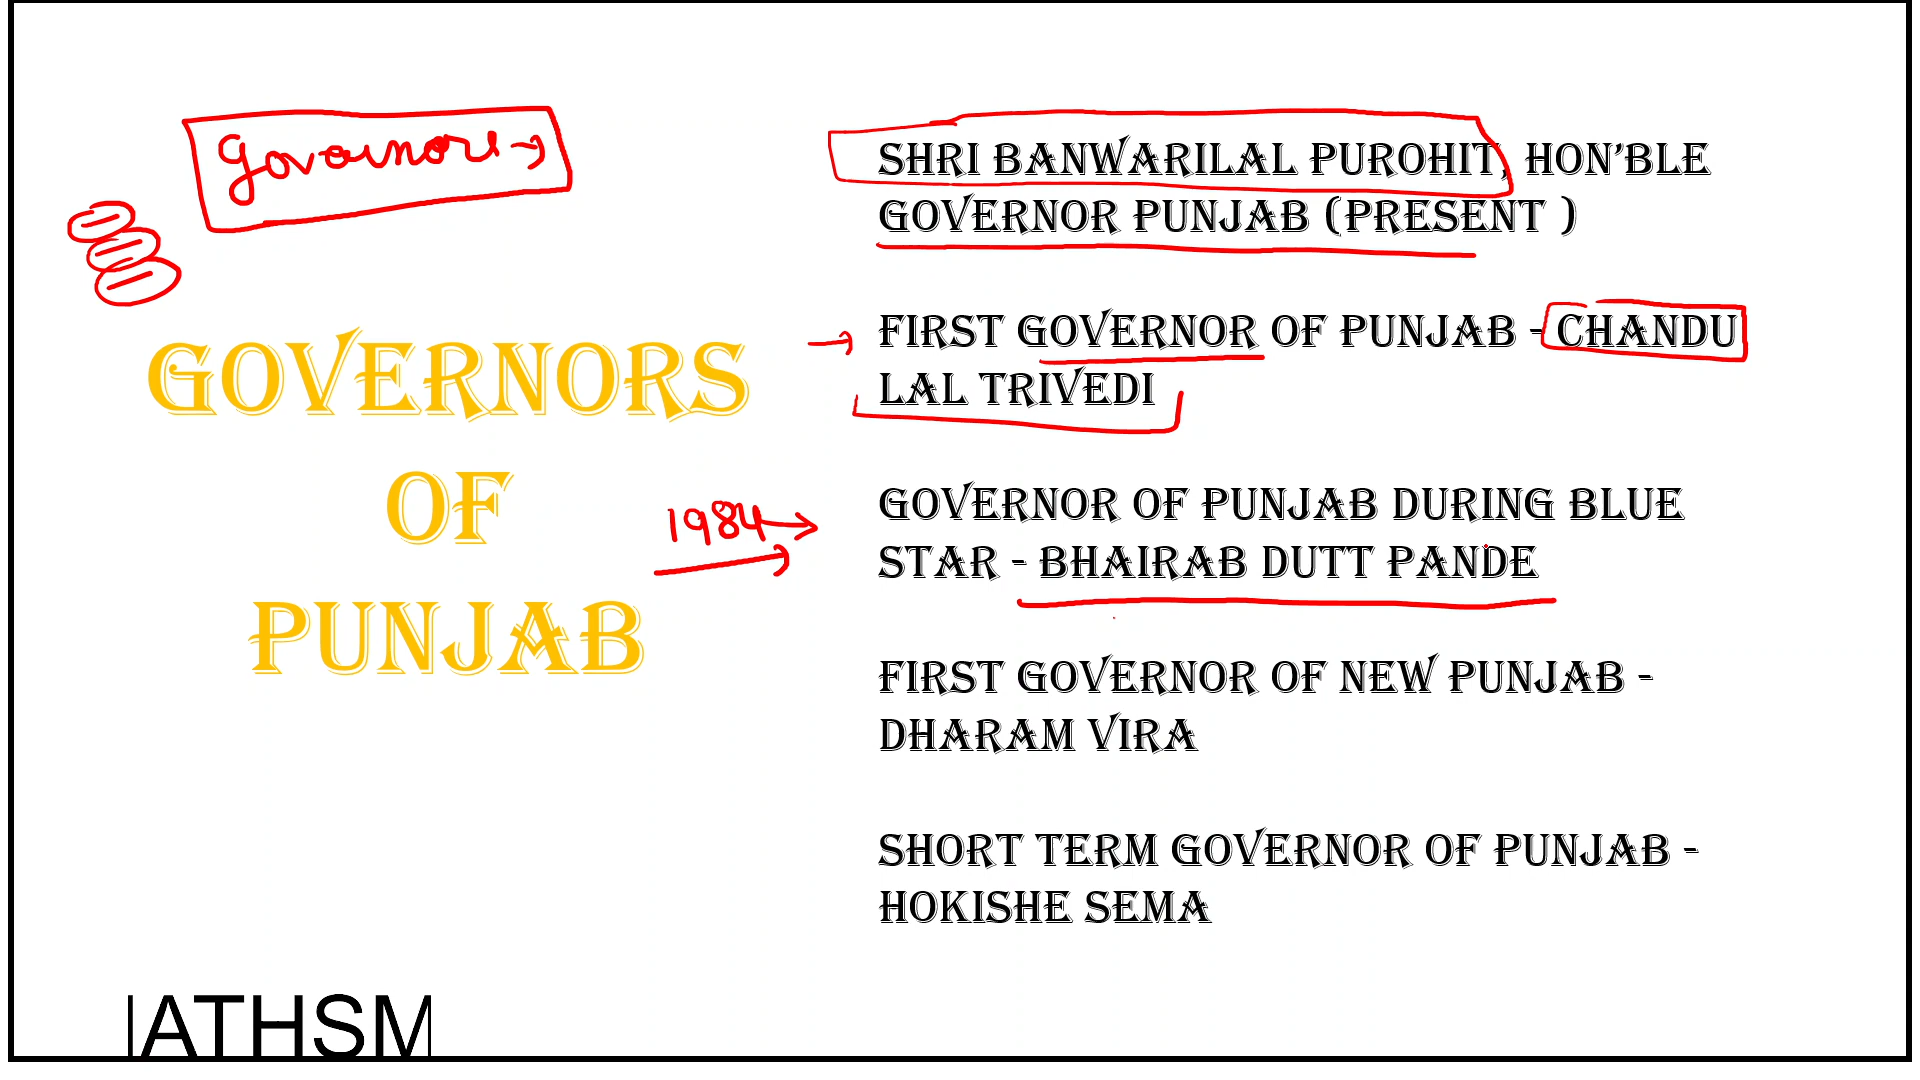 Governors →
SHRI BANWARILAL PUROHIT, HON'BLE
GOVERNOR PUNJAB (PRESENT )
FIRST GOVERNOR OF PUNJAB - CHANDU
LAL TRIVEDI
GOVERNORS
OF
PUNJAB
1984 →
GOVERNOR OF PUNJAB DURING BLUE
STAR - BHAIRAB DUTT PANDE
FIRST GOVERNOR OF NEW PUNJAB -
DHARAM VIRA
SHORT TERM GOVERNOR OF PUNJAB -
HOKISHE SEMA
IATHSM